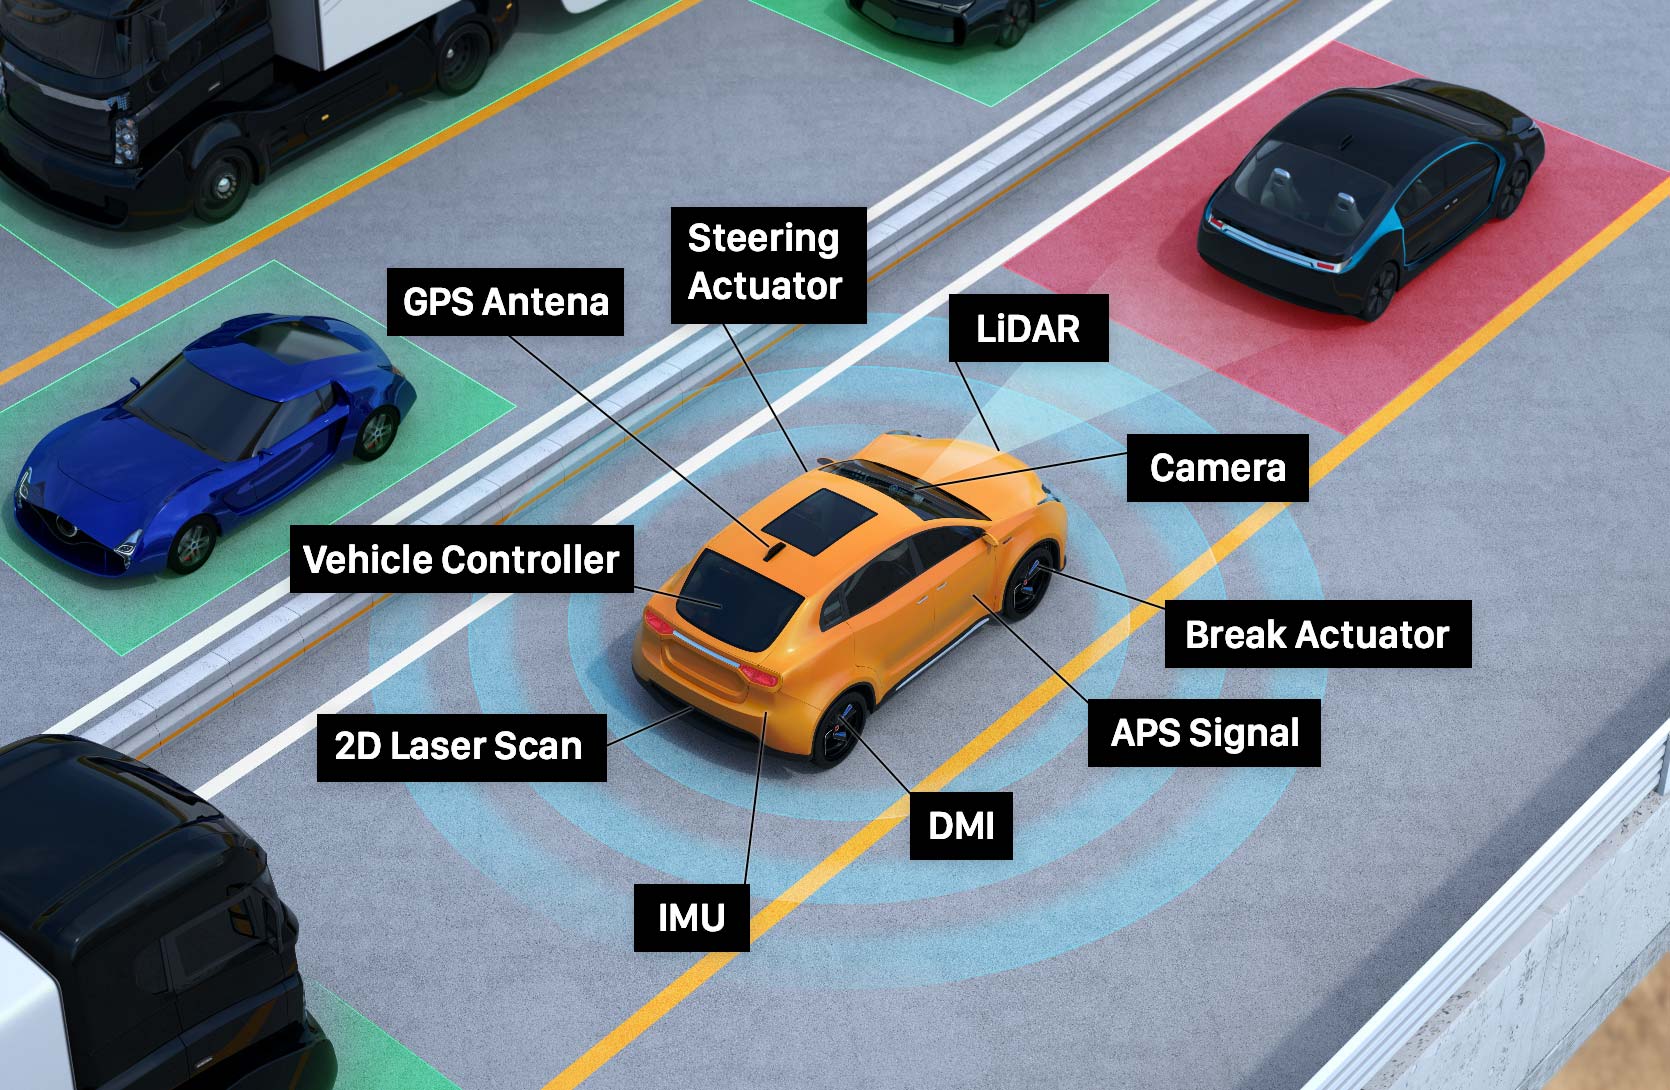 Steering
Actuator
GPS Antena
LiDAR
Camera
Vehicle Controller
Break Actuator
2D Laser Scan
APS Signal
DMI
IMU